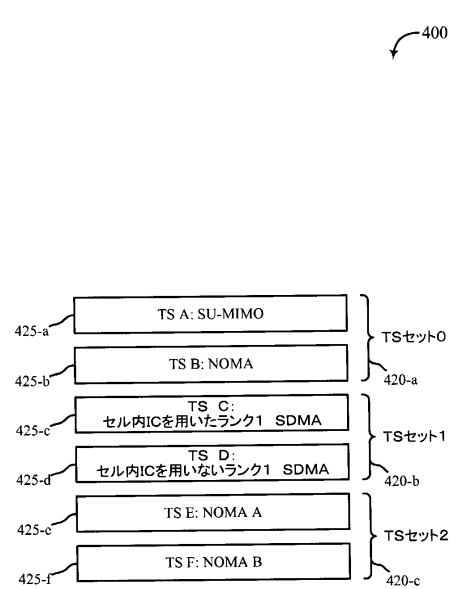 400
TS A: SU-MIMO
425-a
TSセット0
TS B: NOMA
425-b
420-a
TS C:
セル内ICを用いたランク1 SDMA
425-c
TSセット1
TS D:
セル内ICを用いないランク1 SDMA
425-d
420-b
TS E: NOMA A
425-e
TSセット2
TS F: NOMA B
425-f
420-c